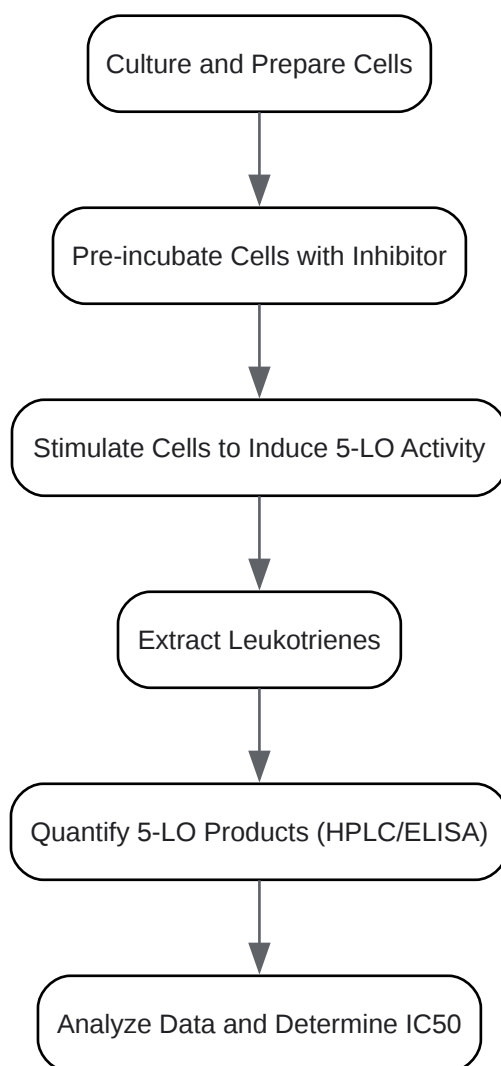 Culture and Prepare Cells
Pre-incubate Cells with Inhibitor
Stimulate Cells to Induce 5-LO Activity
Extract Leukotrienes
Quantify 5-LO Products (HPLC/ELISA)
Analyze Data and Determine IC50